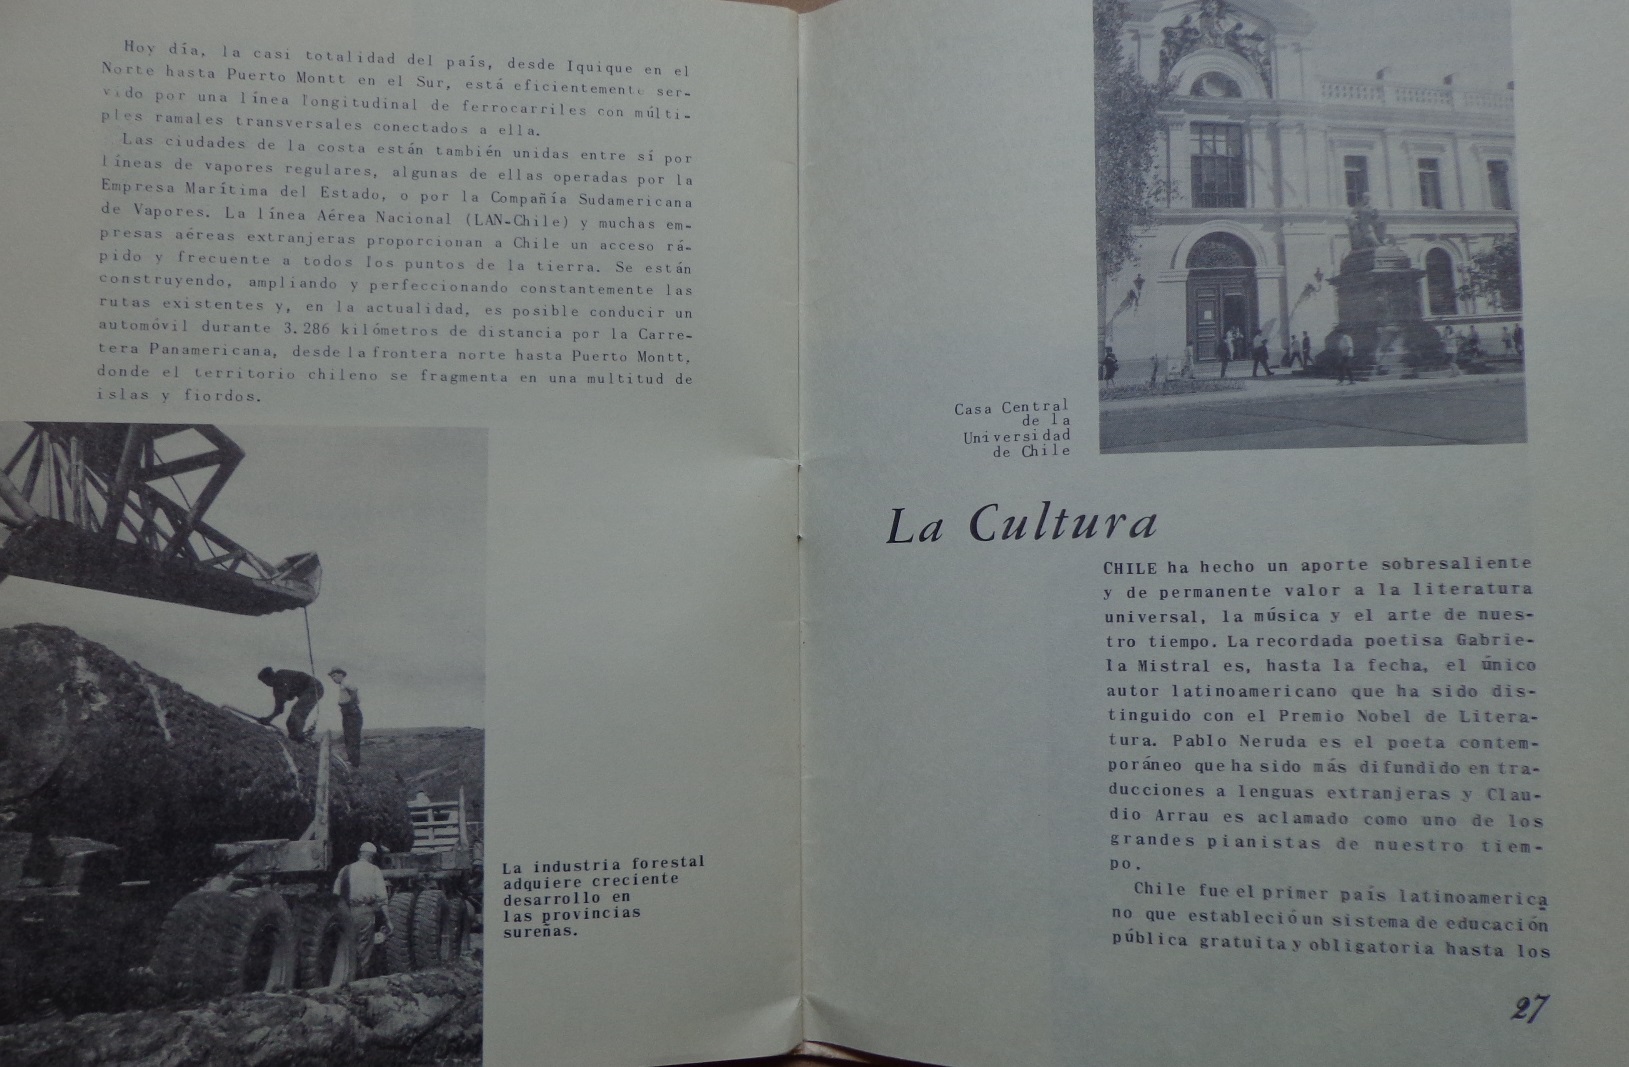 Hoy día, la casi totalidad del país, desde Iquique en el
Norte hasta Puerto Montt en el Sur, está eficientemente ser-
vido por una línea longitudinal de ferrocarriles con múlti-
ples ramales transversales conectados a ella.
Las ciudades de la costa están también unidas entre sí por
líneas de vapores regulares, algunas de ellas operadas por la
Empresa Marítima del Estado, o por la Compañía Sudamericana
de Vapores. La línea Aérea Nacional (LAN-Chile) y muchas em-
presas aéreas extranjeras proporcionan a Chile un acceso rá-
pido y frecuente a todos los puntos de la tierra. Se están
construyendo, ampliando y perfeccionando constantemente las
rutas existentes y, en la actualidad, es posible conducir un
automóvil durante 3.286 kilómetros de distancia por la Carre-
tera Panamericana, desde la frontera norte hasta Puerto Montt,
donde el territorio chileno se fragmenta en una multitud de
islas y fiordos.
La industria forestal
adquiere creciente
desarrollo en
las provincias
sureñas.
Casa Central
de la
Universidad
de Chile
La Cultura
CHILE ha hecho un aporte sobresaliente
y de permanente valor a la literatura
universal, la música y el arte de nues-
tro tiempo. La recordada poetisa Gabrie-
la Mistral es, hasta la fecha, el único
autor latinoamericano que ha sido dis-
tinguido con el Premio Nobel de Litera-
tura. Pablo Neruda es el poeta contem-
poráneo que ha sido más difundido en tra-
ducciones a lenguas extranjeras y Clau-
dio Arrau es aclamado como uno de los
grandes pianistas de nuestro tiem-
po.
Chile fue el primer país latinoamerica
no que estableció un sistema de educación
pública gratuita y obligatoria hasta los
27